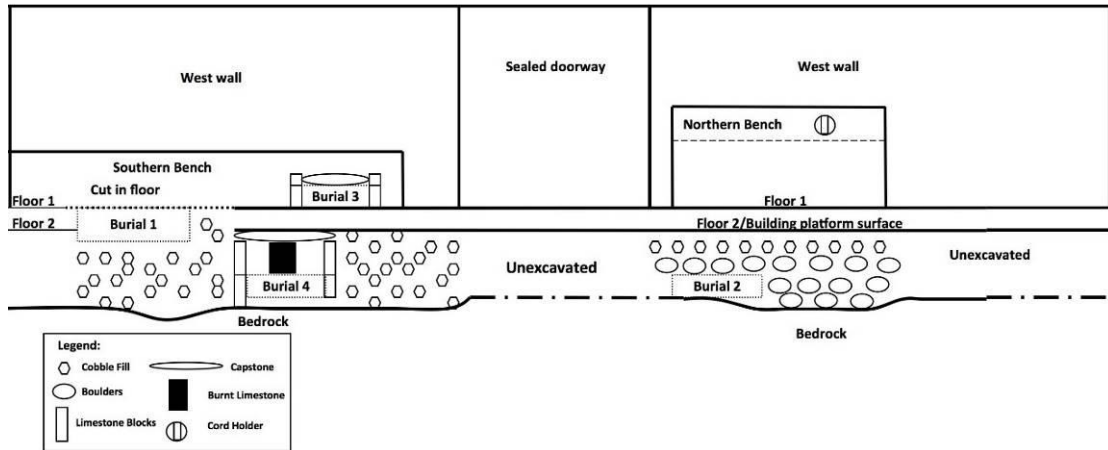 West wall
Sealed doorway
West wall
Northern Bench
Southern Bench
Cut in floor
Burial 3
Floor 1
Floor 1
Floor 2
Burial 1
Floor 2/Building platform surface
Unexcavated
Unexcavated
Burial 4
Burial 2
Bedrock
Bedrock
Legend:
Cobble Fill
Capstone
Boulders
Burnt Limestone
Limestone Blocks
Cord Holder